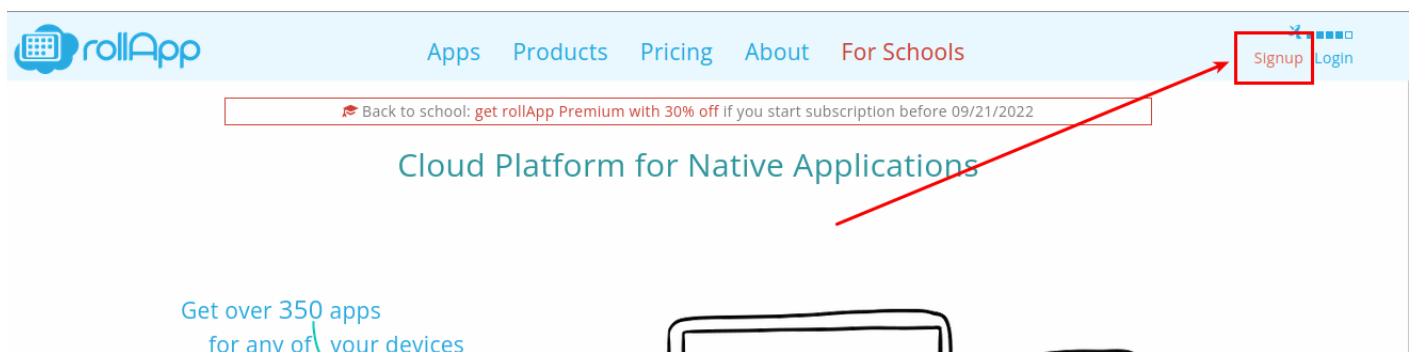 rollApp
Apps Products Pricing About For Schools
Signup Login
Back to school: get rollApp Premium with 30% off if you start subscription before 09/21/2022
Cloud Platform for Native Applications
Get over 350 apps
for any of your devices